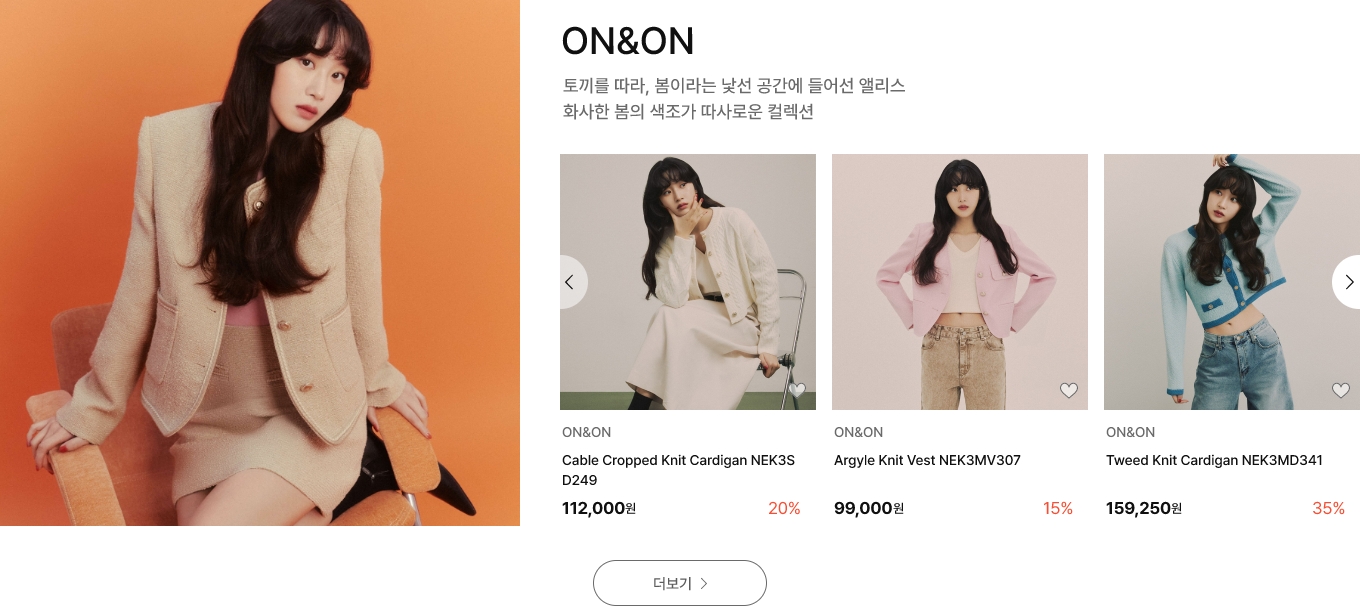 ON&ON
토끼를 따라, 봄이라는 낯선 공간에 들어선 앨리스
화사한 봄의 색조가 따사로운 컬렉션
ON&ON
Cable Cropped Knit Cardigan NEK3S
D249
112,000원 20%
ON&ON
Argyle Knit Vest NEK3MV307
99,000원 15%
ON&ON
Tweed Knit Cardigan NEK3MD341
159,250원 35%
더보기